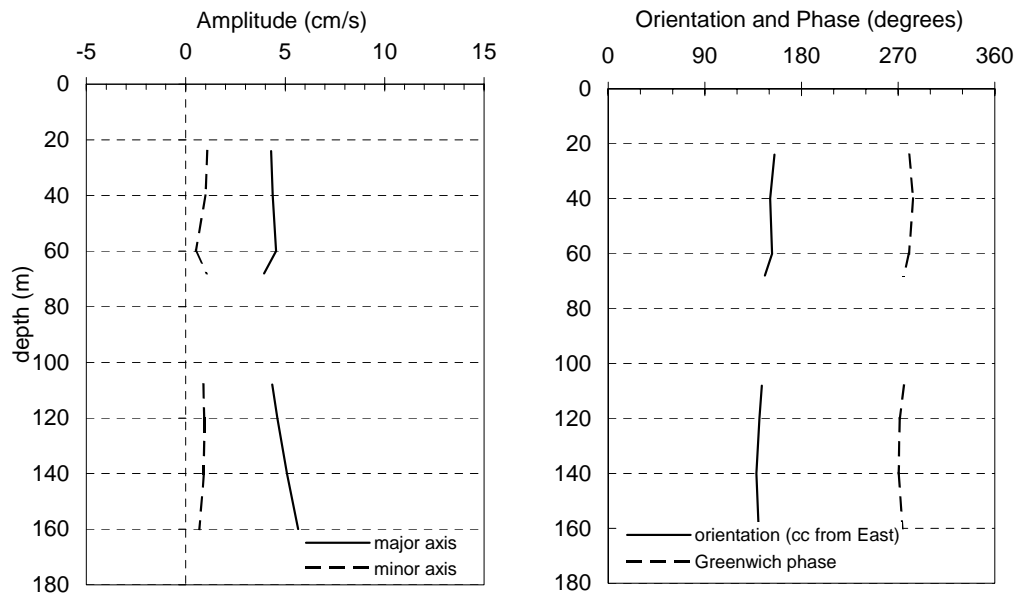 Amplitude (cm/s)
-5 0 5 10 15
0
20
40
60
80
100
120
140
160
180
depth (m)
major axis
minor axis
Orientation and Phase (degrees)
0 90 180 270 360
0
20
40
60
80
100
120
140
160
180
orientation (cc from East)
Greenwich phase